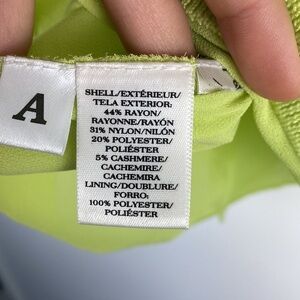 A
SHELL/EXTÉRIEUR/
TELA EXTERIOR:
44% RAYON/
RAYONNE/RAYÓN
31% NYLON/NILÓN
20% POLYESTER/
POLIÉSTER
5% CASHMERE/
CACHEMIRE/
CACHEMIRA
LINING/DOUBLURE/
FORRO:
100% POLYESTER/
POLIÉSTER